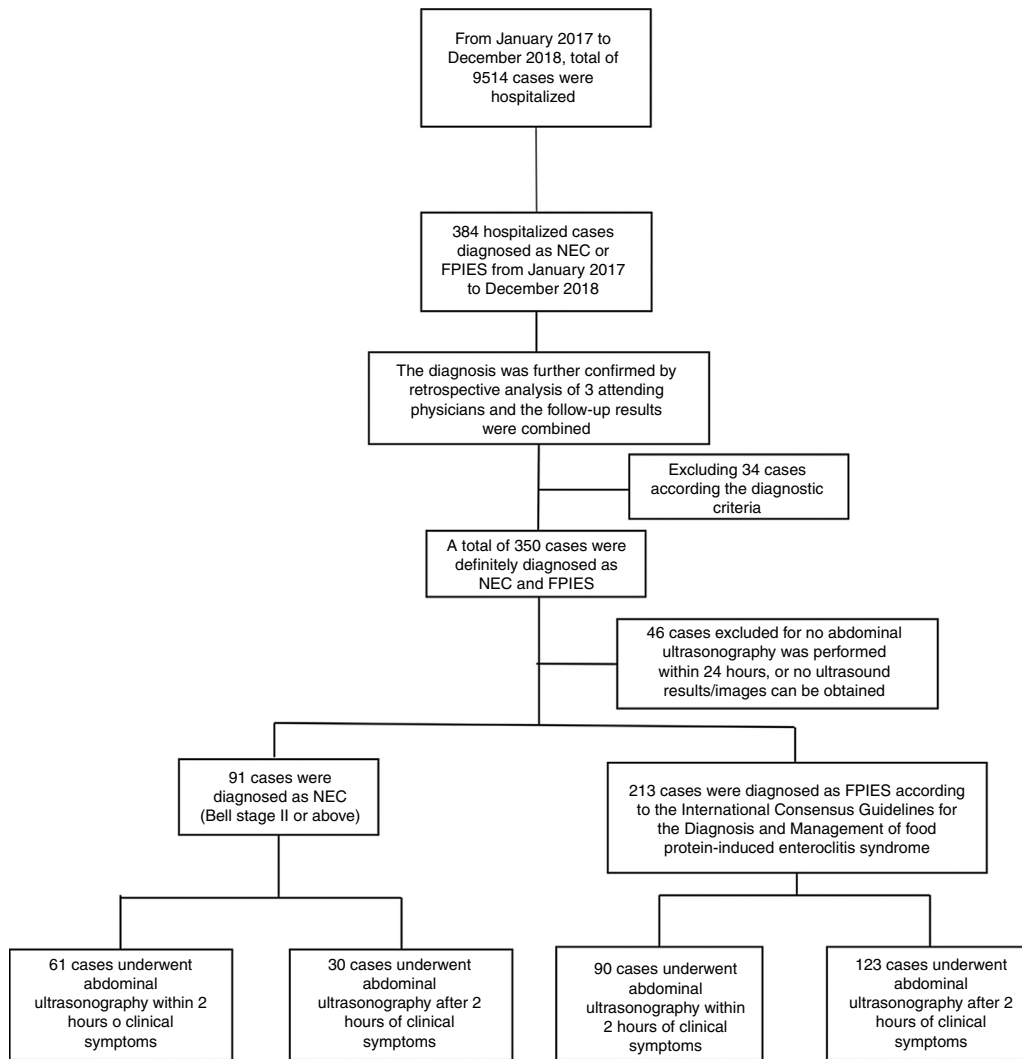 From January 2017 to
December 2018, total of
9514 cases were
hospitalized
384 hospitalized cases
diagnosed as NEC or
FPIES from January 2017
to December 2018
The diagnosis was further confirmed by
retrospective analysis of 3 attending
physicians and the follow-up results
were combined
Excluding 34 cases
according the diagnostic
criteria
A total of 350 cases were
definitely diagnosed as
NEC and FPIES
46 cases excluded for no abdominal
ultrasonography was performed
within 24 hours, or no ultrasound
results/images can be obtained
91 cases were
diagnosed as NEC
(Bell stage II or above)
213 cases were diagnosed as FPIES according
to the International Consensus Guidelines for
the Diagnosis and Management of food
protein-induced enteroclitis syndrome
61 cases underwent
abdominal
ultrasonography within 2
hours o clinical
symptoms
30 cases underwent
abdominal
ultrasonography after 2
hours of clinical
symptoms
90 cases underwent
abdominal
ultrasonography within
2 hours of clinical
symptoms
123 cases underwent
abdominal
ultrasonography after 2
hours of clinical
symptoms